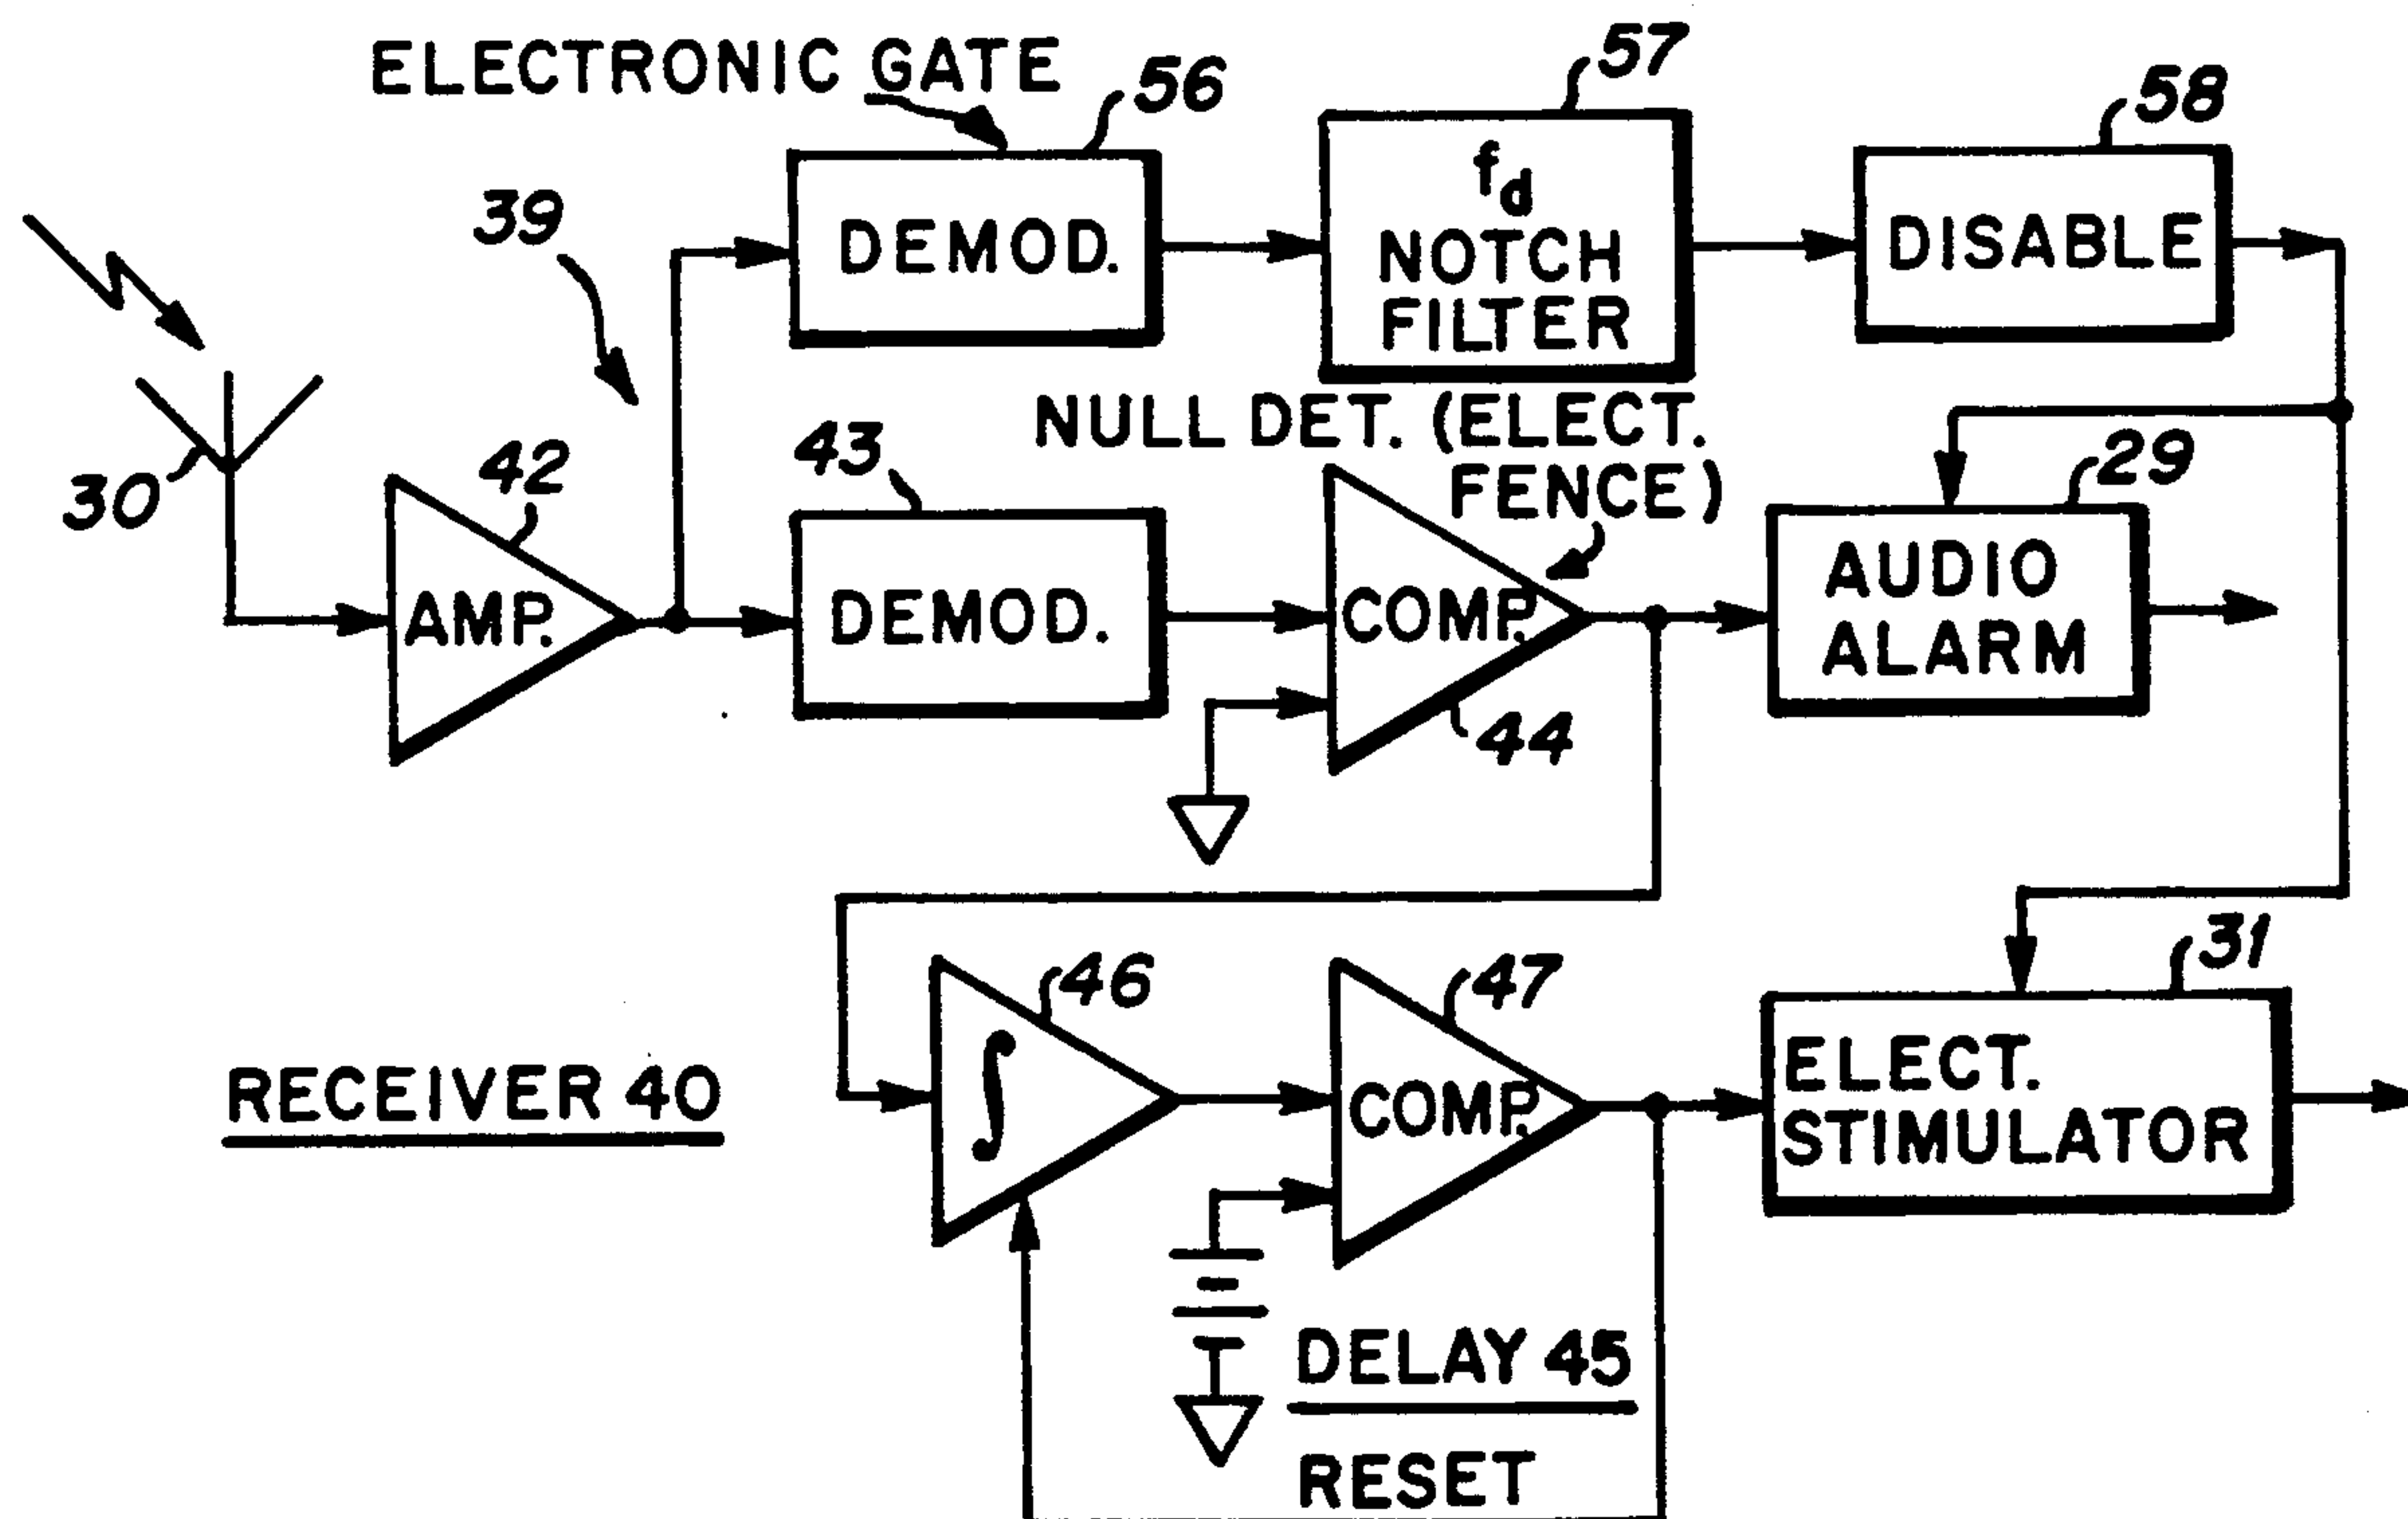 ELECTRONIC GATE
56
57
58
39
DEMOD.
fd
NOTCH
FILTER
DISABLE
NULL DET. (ELECT.
FENCE)
30
42
43
29
AMP.
DEMOD.
COMP.
AUDIO
ALARM
44
46
47
31
RECEIVER 40
∫
COMP.
ELECT.
STIMULATOR
DELAY 45
RESET